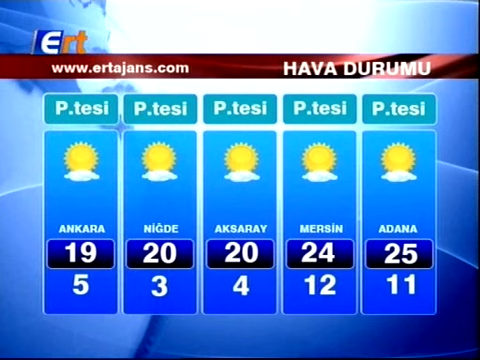 Ert
www.ertajans.com HAVA DURUMU
P.tesi P.tesi P.tesi P.tesi P.tesi
ANKARA NİĞDE AKSARAY MERSİN ADANA
19 20 20 24 25
5 3 4 12 11